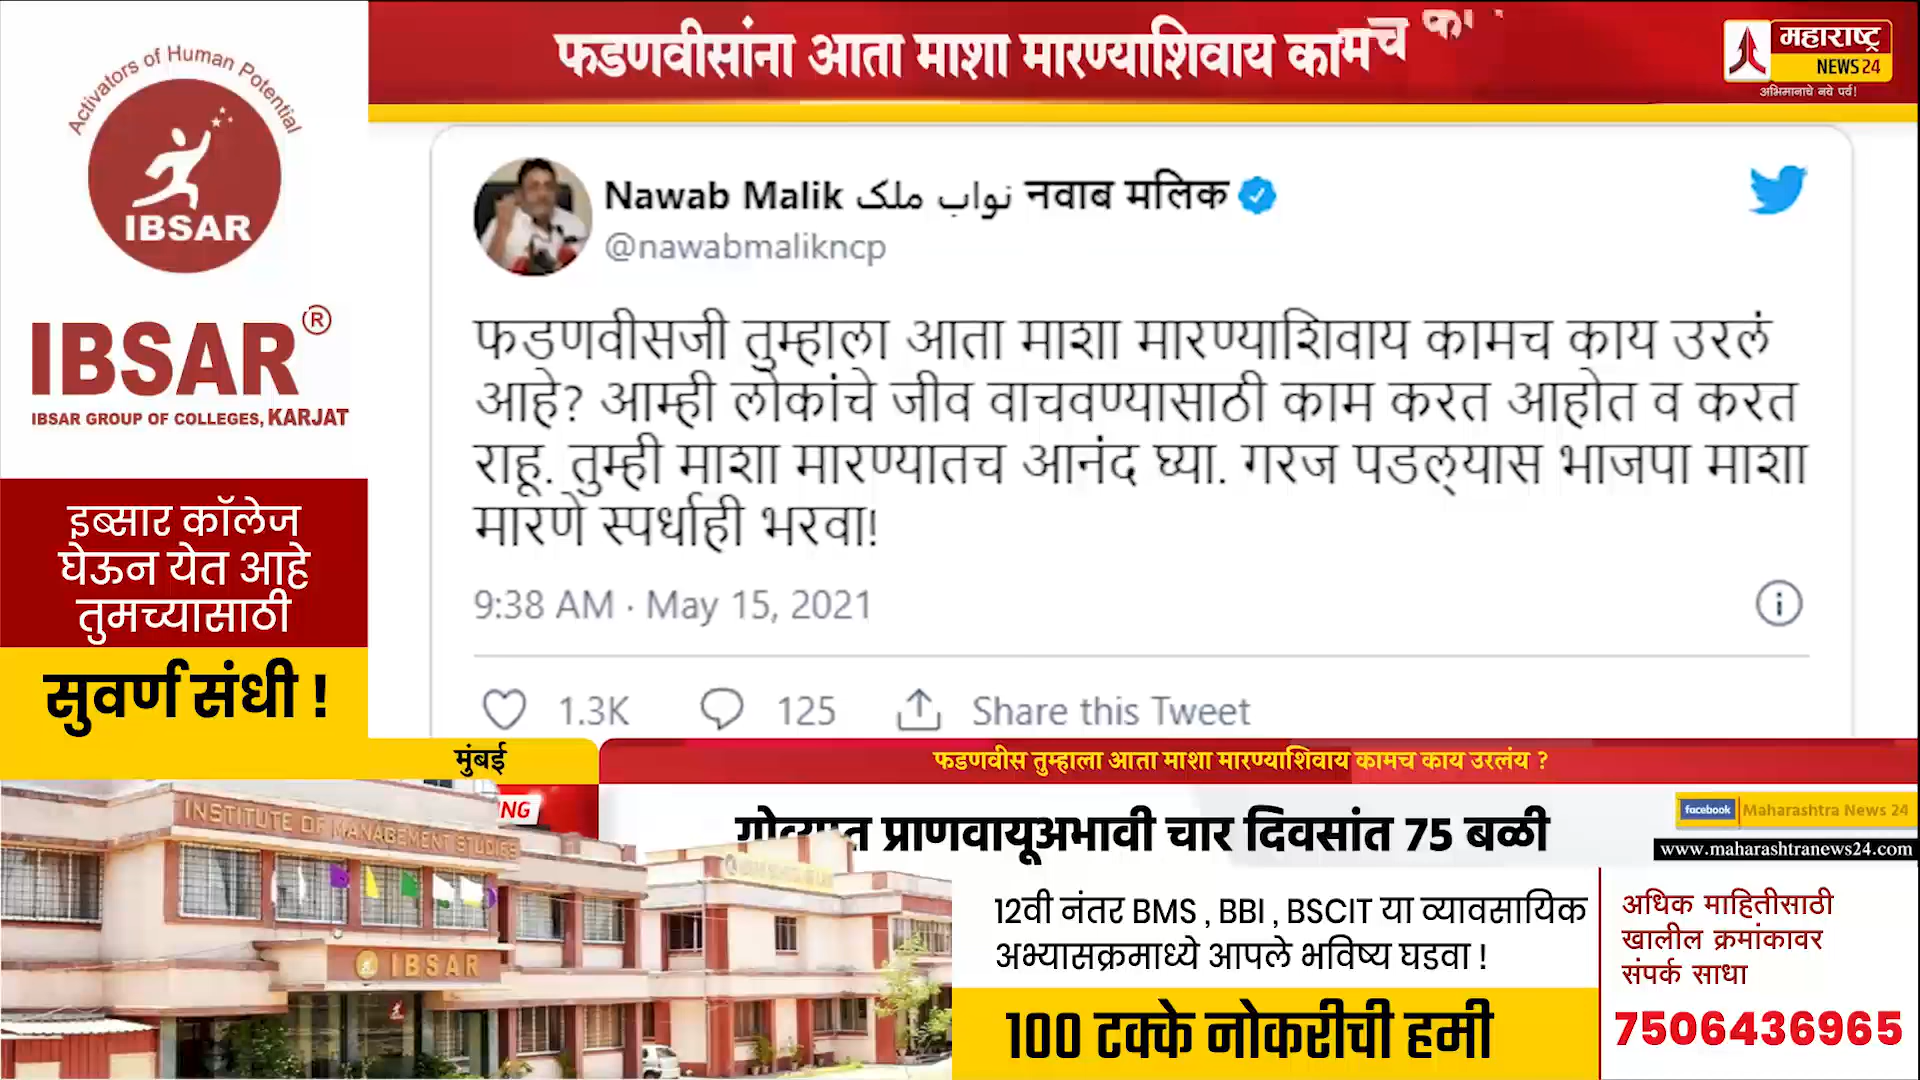 Activators of Human Potential
IBSAR
IBSAR®
IBSAR GROUP OF COLLEGES, KARJAT
इब्सार कॉलेज
घेऊन येत आहे
तुमच्यासाठी
सुवर्ण संधी !
फडणवीसांना आता माशा मारण्याशिवाय कामच
महाराष्ट्र
NEWS 24
अभिमानाचे नवे पर्व!
Nawab Malik نواب ملک नवाब मलिक
@nawabmalikncp
फडणवीसजी तुम्हाला आता माशा मारण्याशिवाय कामच काय उरलं
आहे? आम्ही लोकांचे जीव वाचवण्यासाठी काम करत आहोत व करत
राहू. तुम्ही माशा मारण्यातच आनंद घ्या. गरज पडल्यास भाजपा माशा
मारणे स्पर्धाही भरवा!
9:38 AM · May 15, 2021
1.3K 125 Share this Tweet
मुंबई
फडणवीस तुम्हाला आता माशा मारण्याशिवाय कामच काय उरलंय ?
NG
प्राणवायूअभावी चार दिवसांत 75 बळी
facebook Maharashtra News 24
www.maharashtranews24.com
INSTITUTE OF MANAGEMENT STUDIES
IBSAR
12वी नंतर BMS , BBI , BSCIT या व्यावसायिक
अभ्यासक्रमाध्ये आपले भविष्य घडवा !
100 टक्के नोकरीची हमी
अधिक माहितीसाठी
खालील क्रमांकावर
संपर्क साधा
7506436965